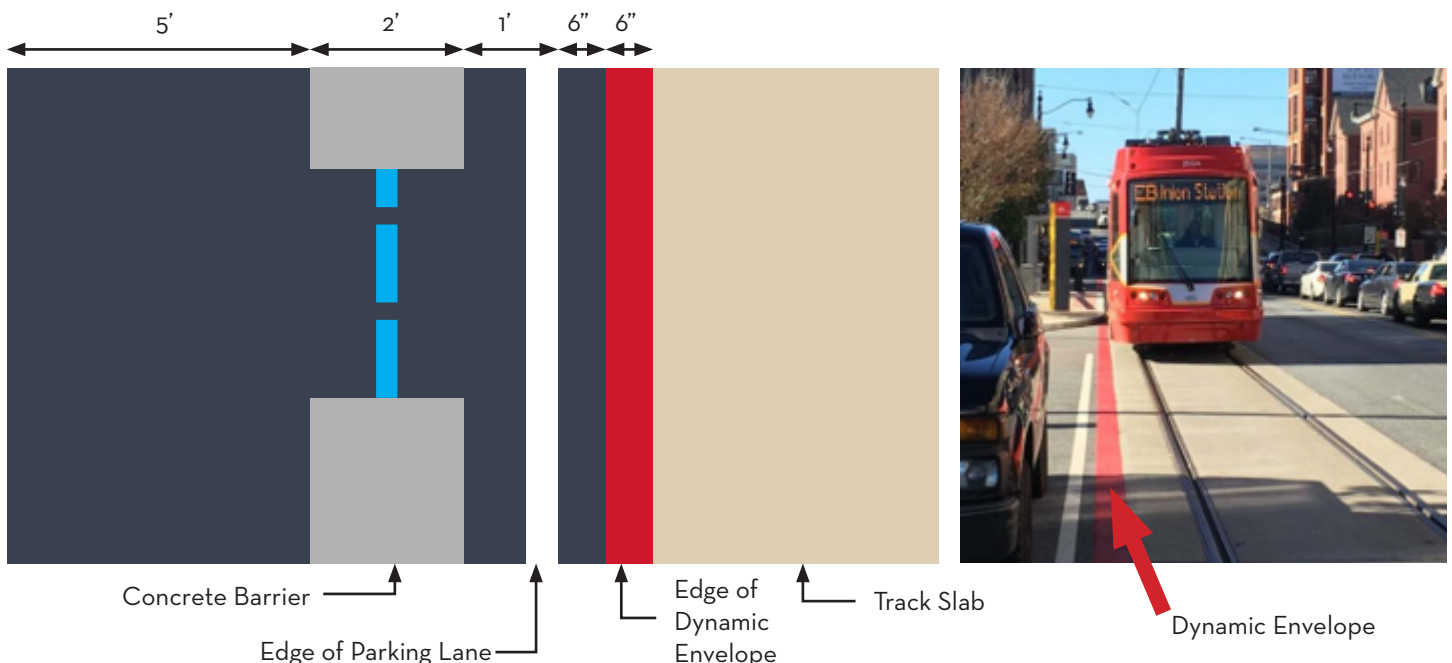 5’
2’
1’
6”
6”
Concrete Barrier
Edge of Parking Lane
Edge of
Dynamic
Envelope
Track Slab
EB Union Station
Dynamic Envelope